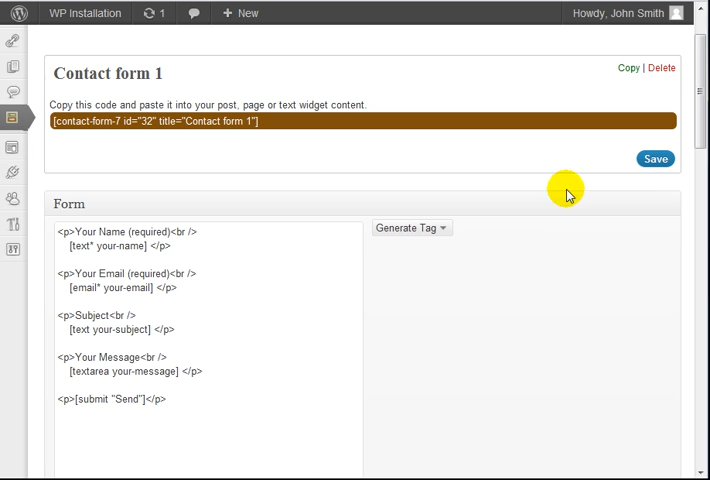 WP Installation 1 + New Howdy, John Smith
Contact form 1
Copy | Delete
Copy this code and paste it into your post, page or text widget content.
[contact-form-7 id="32" title="Contact form 1"]
Save
Form
Generate Tag
<p>Your Name (required)<br />
[text* your-name] </p>
<p>Your Email (required)<br />
[email* your-email] </p>
<p>Subject<br />
[text your-subject] </p>
<p>Your Message<br />
[textarea your-message] </p>
<p>[submit "Send"]</p>